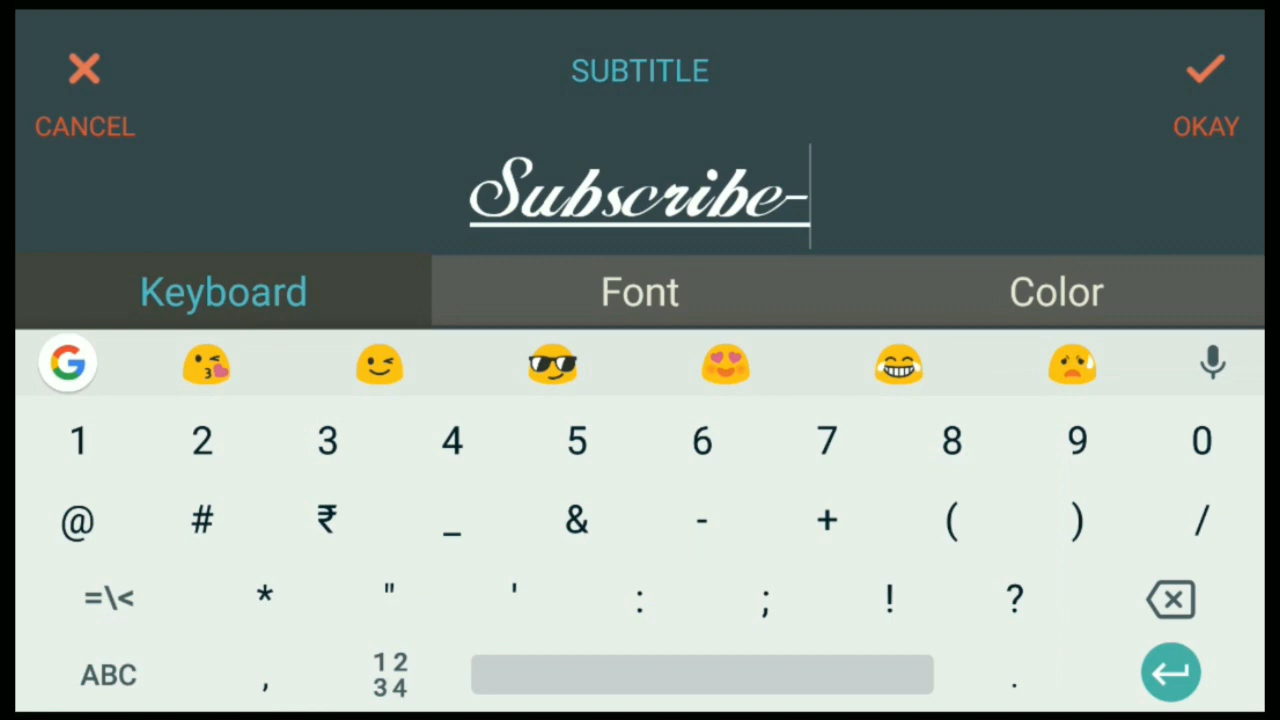 SUBTITLE
CANCEL
OKAY
Subscribe-
Keyboard Font Color
G
1 2 3 4 5 6 7 8 9 0
@ # ₹ _ & - + ( ) /
=\< * " ' : ; ! ?
ABC , 12 34 .